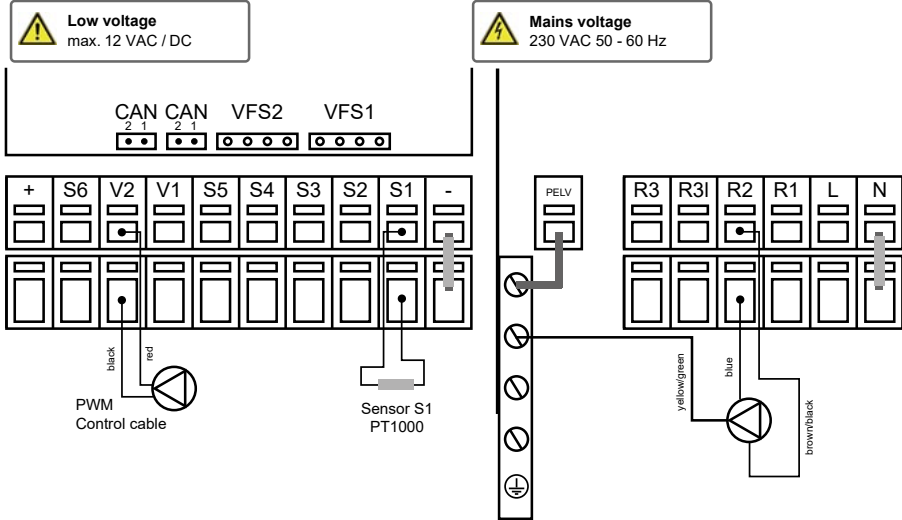 Low voltage
max. 12 VAC / DC
Mains voltage
230 VAC 50 - 60 Hz
CAN CAN VFS2 VFS1
2 1 2 1
+ S6 V2 V1 S5 S4 S3 S2 S1 -
PELV
R3 R3I R2 R1 L N
black
red
PWM
Control cable
Sensor S1
PT1000
yellow/green
blue
brown/black